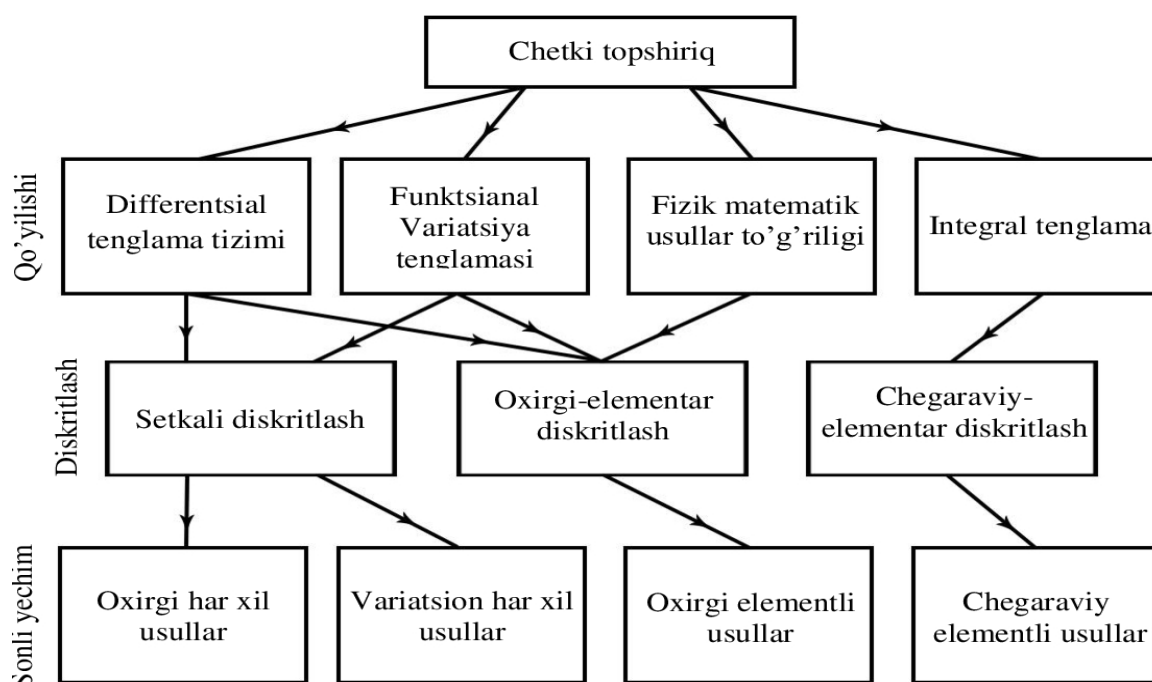 Chetki topshiriq
Qo’yilishi
Differentsial
tenglama tizimi
Funktsianal
Variatsiya
tenglamasi
Fizik matematik
usullar to’g’riligi
Integral tenglama
Diskritlash
Setkali diskritlash
Oxirgi-elementar
diskritlash
Chegaraviy-
elementar diskritlash
Sonli yechim
Oxirgi har xil
usullar
Variatsion har xil
usullar
Oxirgi elementli
usullar
Chegaraviy
elementli usullar